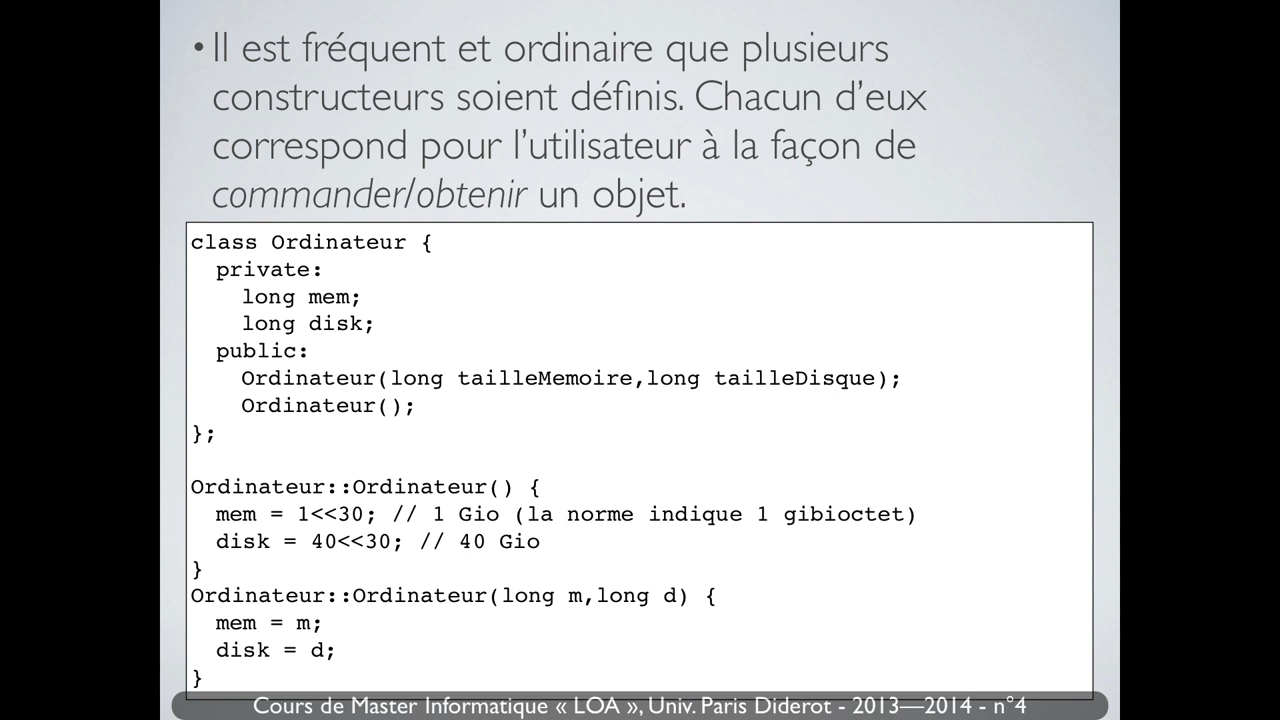 • Il est fréquent et ordinaire que plusieurs
constructeurs soient définis. Chacun d’eux
correspond pour l’utilisateur à la façon de
commander/obtenir un objet.
class Ordinateur {
  private:
    long mem;
    long disk;
  public:
    Ordinateur(long tailleMemoire,long tailleDisque);
    Ordinateur();
};

Ordinateur::Ordinateur() {
  mem = 1<<30; // 1 Gio (la norme indique 1 gibioctet)
  disk = 40<<30; // 40 Gio
}
Ordinateur::Ordinateur(long m,long d) {
  mem = m;
  disk = d;
}
Cours de Master Informatique « LOA », Univ. Paris Diderot - 2013—2014 - n°4